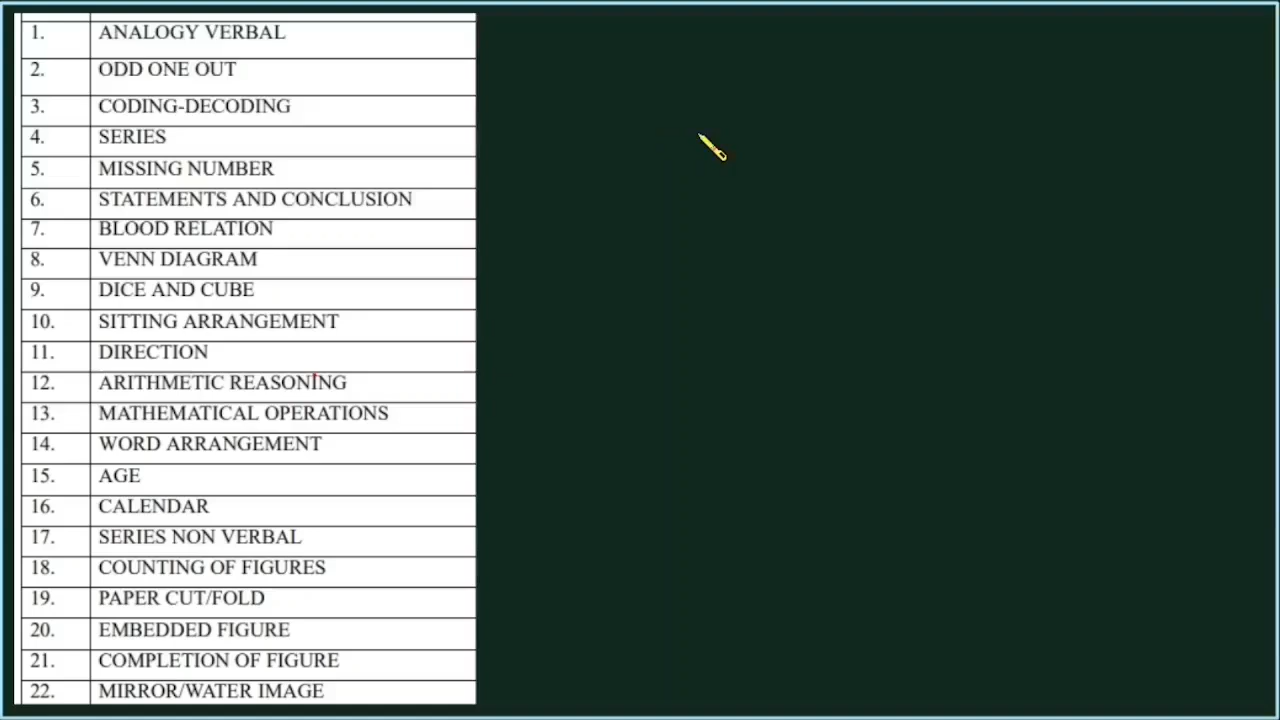 1. ANALOGY VERBAL
2. ODD ONE OUT
3. CODING-DECODING
4. SERIES
5. MISSING NUMBER
6. STATEMENTS AND CONCLUSION
7. BLOOD RELATION
8. VENN DIAGRAM
9. DICE AND CUBE
10. SITTING ARRANGEMENT
11. DIRECTION
12. ARITHMETIC REASONING
13. MATHEMATICAL OPERATIONS
14. WORD ARRANGEMENT
15. AGE
16. CALENDAR
17. SERIES NON VERBAL
18. COUNTING OF FIGURES
19. PAPER CUT/FOLD
20. EMBEDDED FIGURE
21. COMPLETION OF FIGURE
22. MIRROR/WATER IMAGE